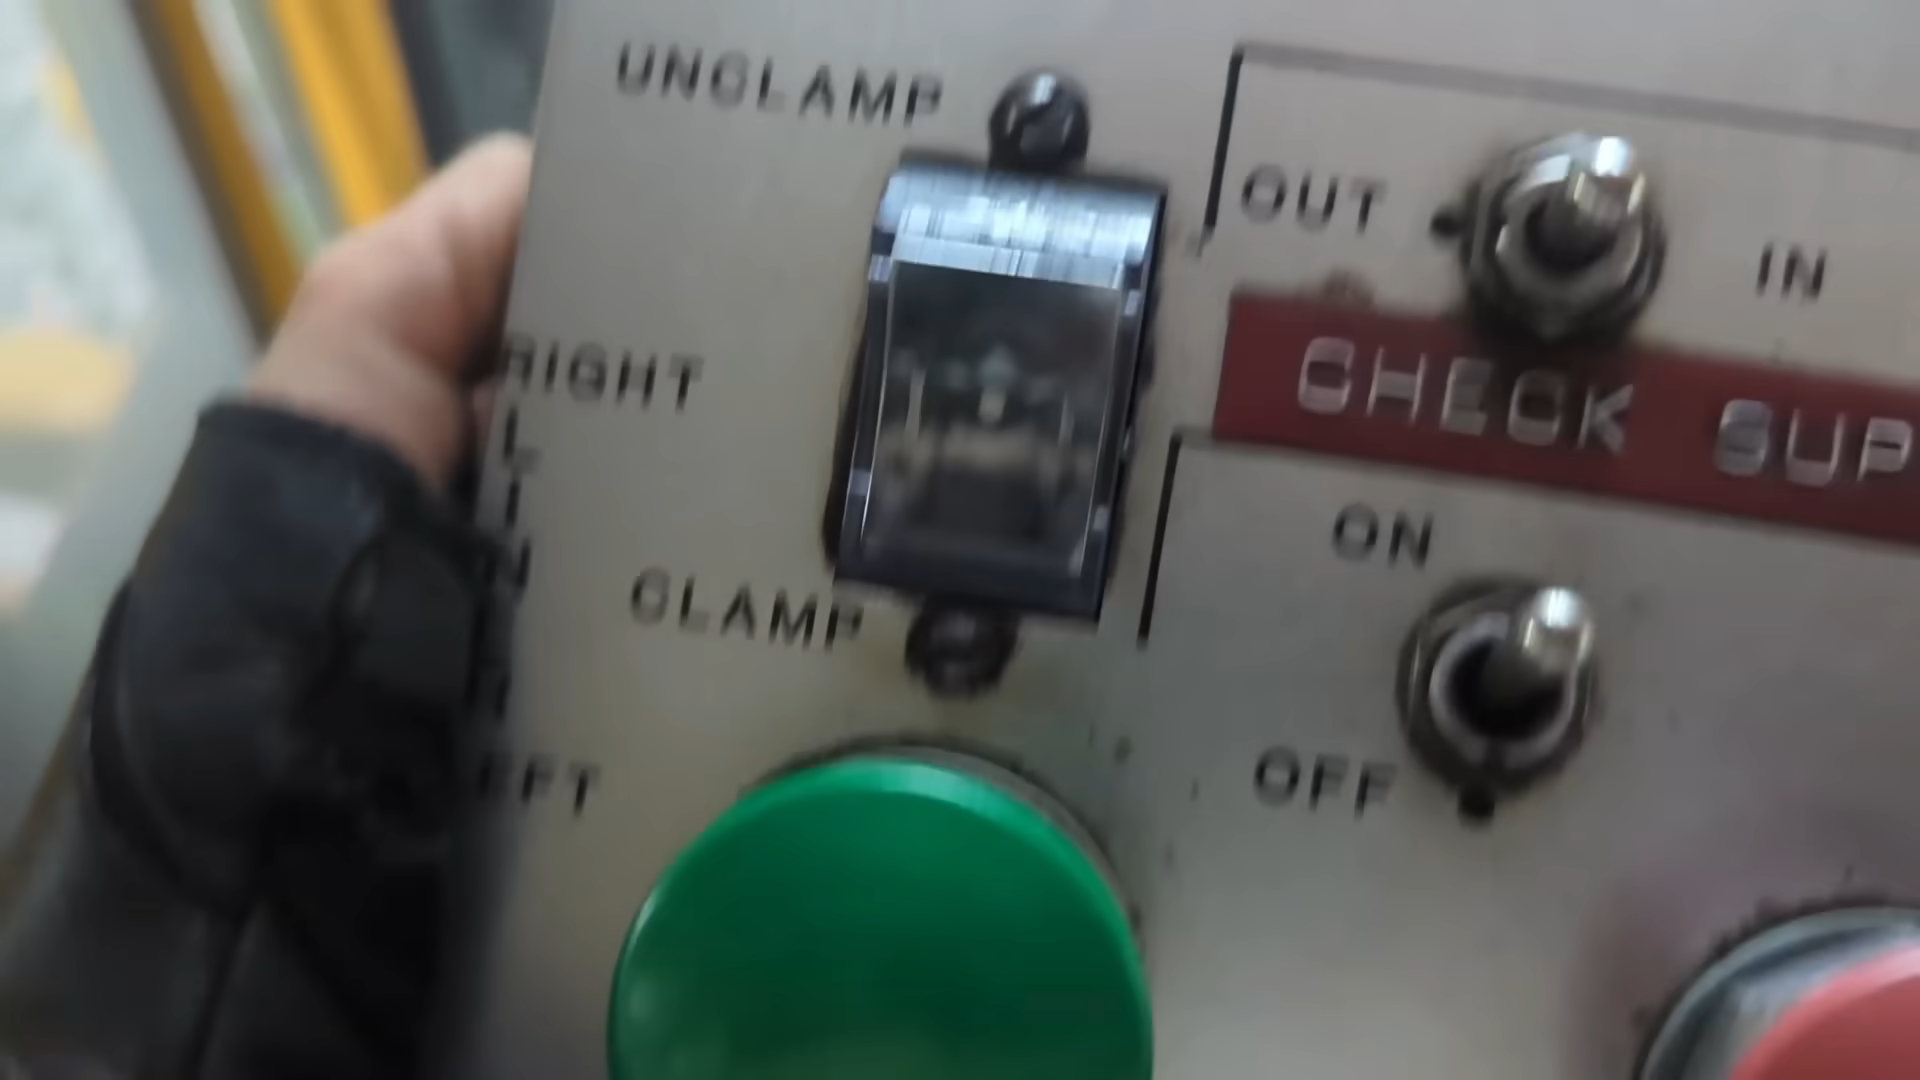 UNCLAMP
OUT
IN
RIGHT
CHECK SUP
ON
CLAMP
OFF